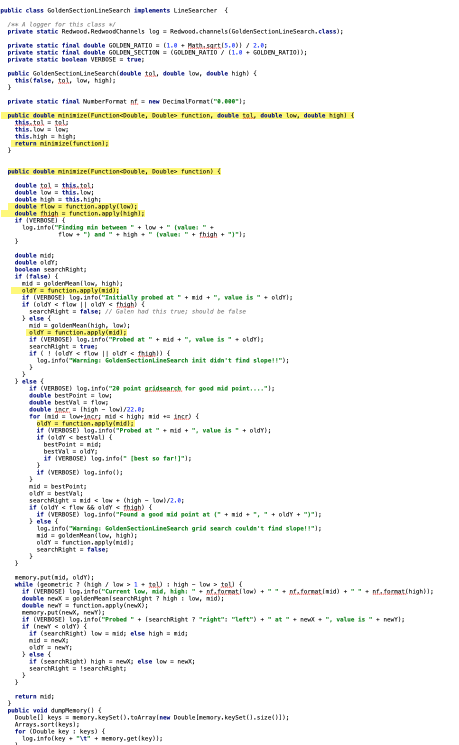 public class GoldenSectionLineSearch implements LineSearcher {
/** A logger for this class */
private static Redwood.RedwoodChannels log = Redwood.channels(GoldenSectionLineSearch.class);
private static final double GOLDEN_RATIO = (1.0 + Math.sqrt(5.0)) / 2.0;
private static final double GOLDEN_SECTION = (GOLDEN_RATIO / (1.0 + GOLDEN_RATIO));
private static boolean VERBOSE = true;
public GoldenSectionLineSearch(double tol, double low, double high) {
this(false, tol, low, high);
}
private static final NumberFormat nf = new DecimalFormat("0.000");
public double minimize(Function<Double, Double> function, double tol, double low, double high) {
this.tol = tol;
this.low = low;
this.high = high;
return minimize(function);
}
public double minimize(Function<Double, Double> function) {
double tol = this.tol;
double low = this.low;
double high = this.high;
double flow = function.apply(low);
double fhigh = function.apply(high);
if (VERBOSE) {
log.info("Finding min between " + low + " (value: " +
flow + ") and " + high + " (value: " + fhigh + ")");
}
double mid;
double oldY;
boolean searchRight;
if (false) {
mid = goldenMean(low, high);
oldY = function.apply(mid);
if (VERBOSE) log.info("Initially probed at " + mid + ", value is " + oldY);
if (oldY < flow || oldY < fhigh) {
searchRight = false; // Galen had this true; should be false
} else {
mid = goldenMean(high, low);
oldY = function.apply(mid);
if (VERBOSE) log.info("Probed at " + mid + ", value is " + oldY);
searchRight = true;
if ( ! (oldY < flow || oldY < fhigh)) {
log.info("Warning: GoldenSectionLineSearch init didn't find slope!!");
}
}
} else {
if (VERBOSE) log.info("20 point gridsearch for good mid point....");
double bestPoint = low;
double bestVal = flow;
double incr = (high - low)/22.0;
for (mid = low+incr; mid < high; mid += incr) {
oldY = function.apply(mid);
if (VERBOSE) log.info("Probed at " + mid + ", value is " + oldY);
if (oldY < bestVal) {
bestPoint = mid;
bestVal = oldY;
if (VERBOSE) log.info(" [best so far!]");
}
if (VERBOSE) log.info();
}
mid = bestPoint;
oldY = bestVal;
searchRight = mid < low + (high - low)/2.0;
if (oldY < flow && oldY < fhigh) {
if (VERBOSE) log.info("Found a good mid point at (" + mid + ", " + oldY + ")");
} else {
log.info("Warning: GoldenSectionLineSearch grid search couldn't find slope!!");
mid = goldenMean(low, high);
oldY = function.apply(mid);
searchRight = false;
}
}
memory.put(mid, oldY);
while (geometric ? (high / low > 1 + tol) : high - low > tol) {
if (VERBOSE) log.info("Current low, mid, high: " + nf.format(low) + " " + nf.format(mid) + " " + nf.format(high));
double newX = goldenMean(searchRight ? high : low, mid);
double newY = function.apply(newX);
memory.put(newX, newY);
if (VERBOSE) log.info("Probed " + (searchRight ? "right": "left") + " at " + newX + ", value is " + newY);
if (newY < oldY) {
if (searchRight) low = mid; else high = mid;
mid = newX;
oldY = newY;
} else {
if (searchRight) high = newX; else low = newX;
searchRight = !searchRight;
}
}
return mid;
}
public void dumpMemory() {
Double[] keys = memory.keySet().toArray(new Double[memory.keySet().size()]);
Arrays.sort(keys);
for (Double key : keys) {
log.info(key + "\t" + memory.get(key));
}